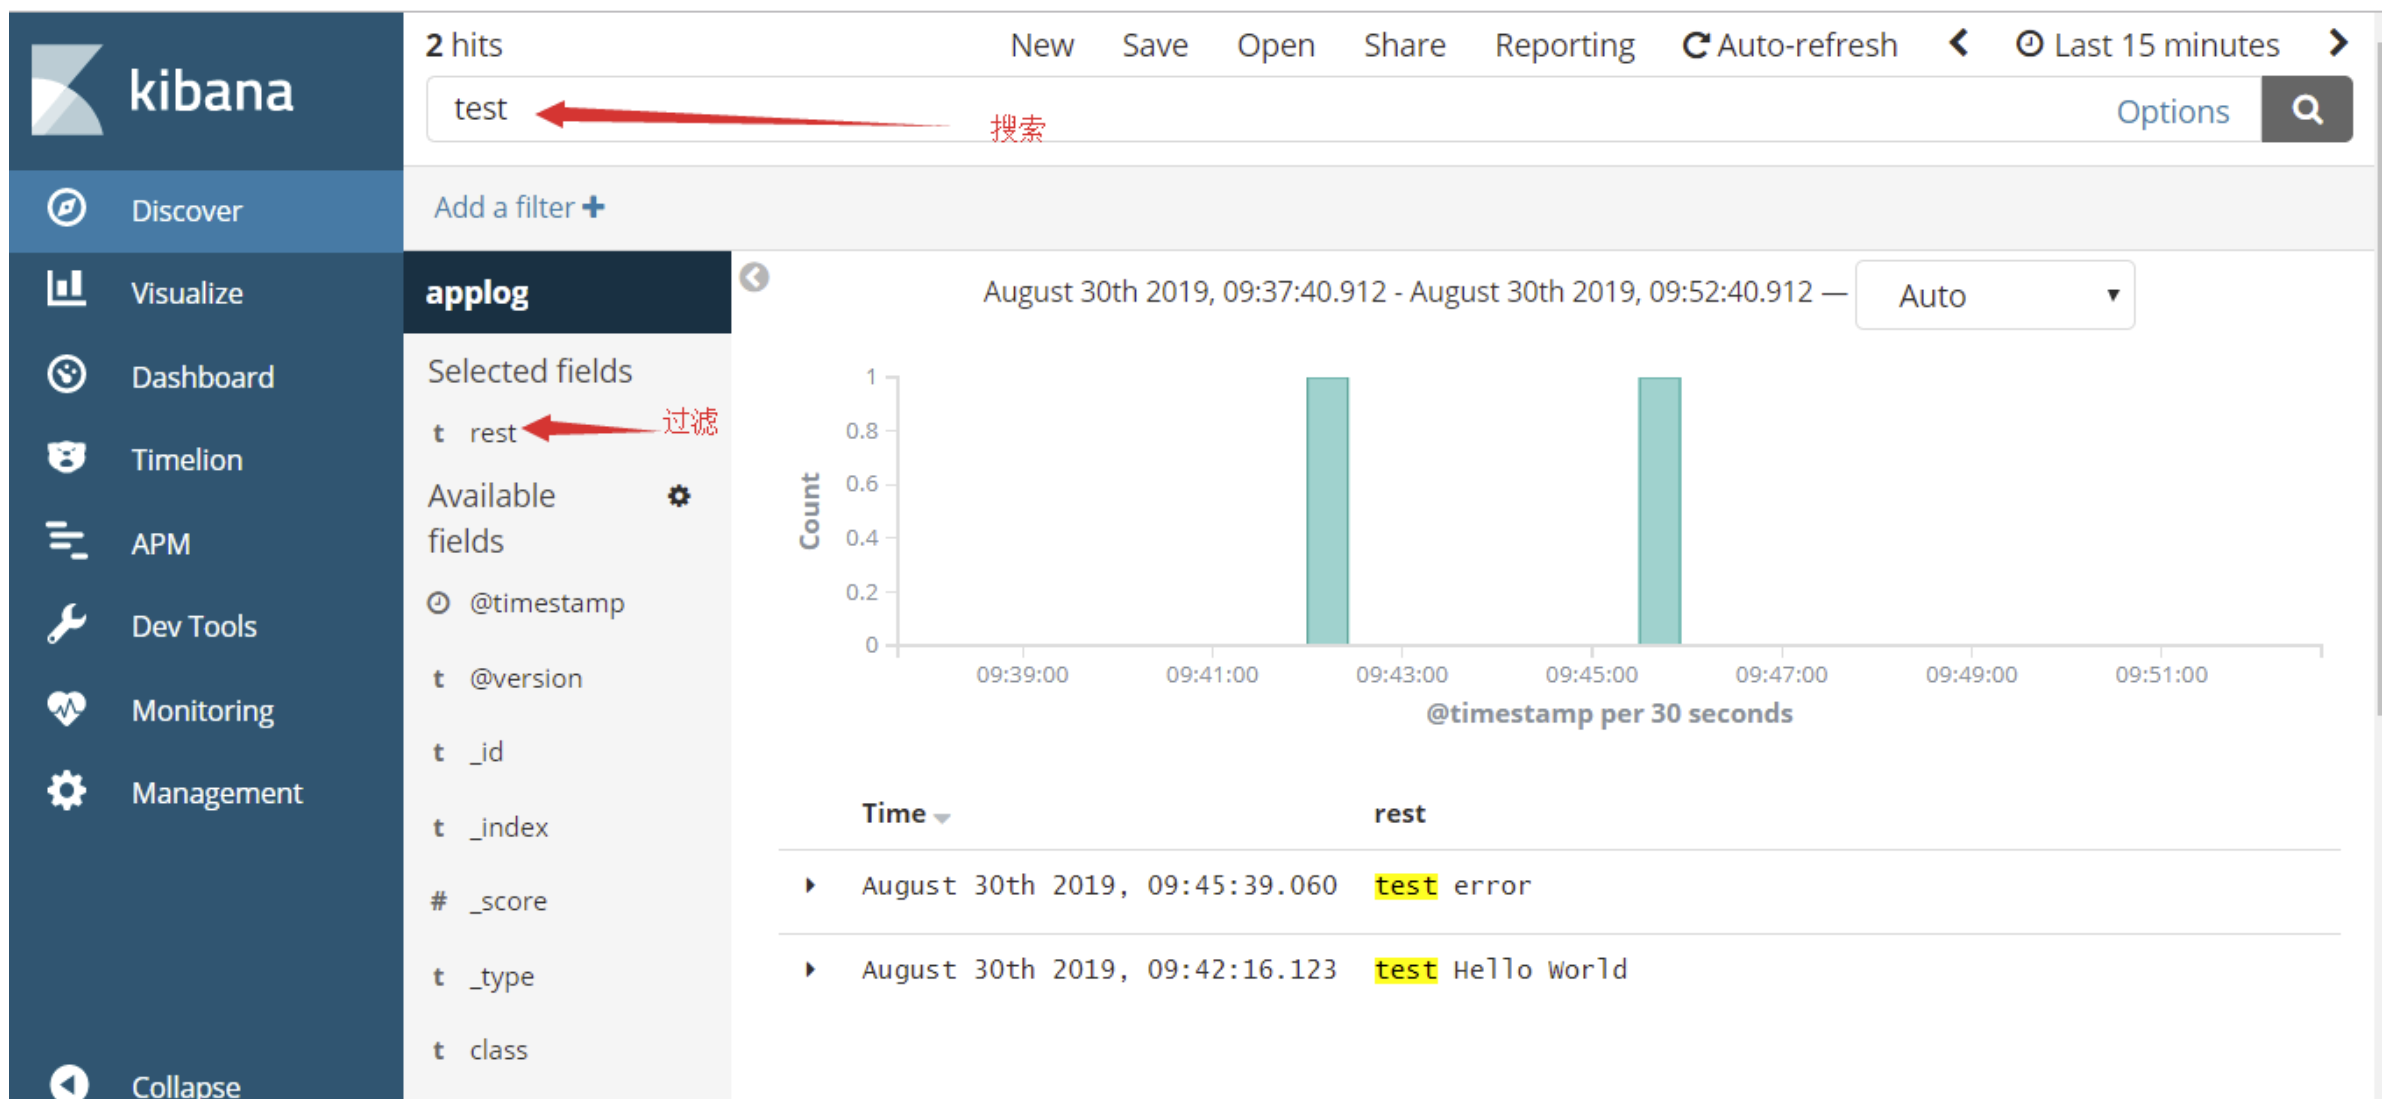 kibana
2 hits
New Save Open Share Reporting Auto-refresh Last 15 minutes
test
搜索
Options
Discover
Visualize
Dashboard
Timelion
APM
Dev Tools
Monitoring
Management
Collapse
Add a filter
applog
Selected fields
t rest
过滤
Available
fields
@timestamp
t @version
t _id
t _index
# _score
t _type
t class
August 30th 2019, 09:37:40.912 - August 30th 2019, 09:52:40.912 —
Auto
Count
1
0.8
0.6
0.4
0.2
0
09:39:00 09:41:00 09:43:00 09:45:00 09:47:00 09:49:00 09:51:00
@timestamp per 30 seconds
Time rest
August 30th 2019, 09:45:39.060 test error
August 30th 2019, 09:42:16.123 test Hello World